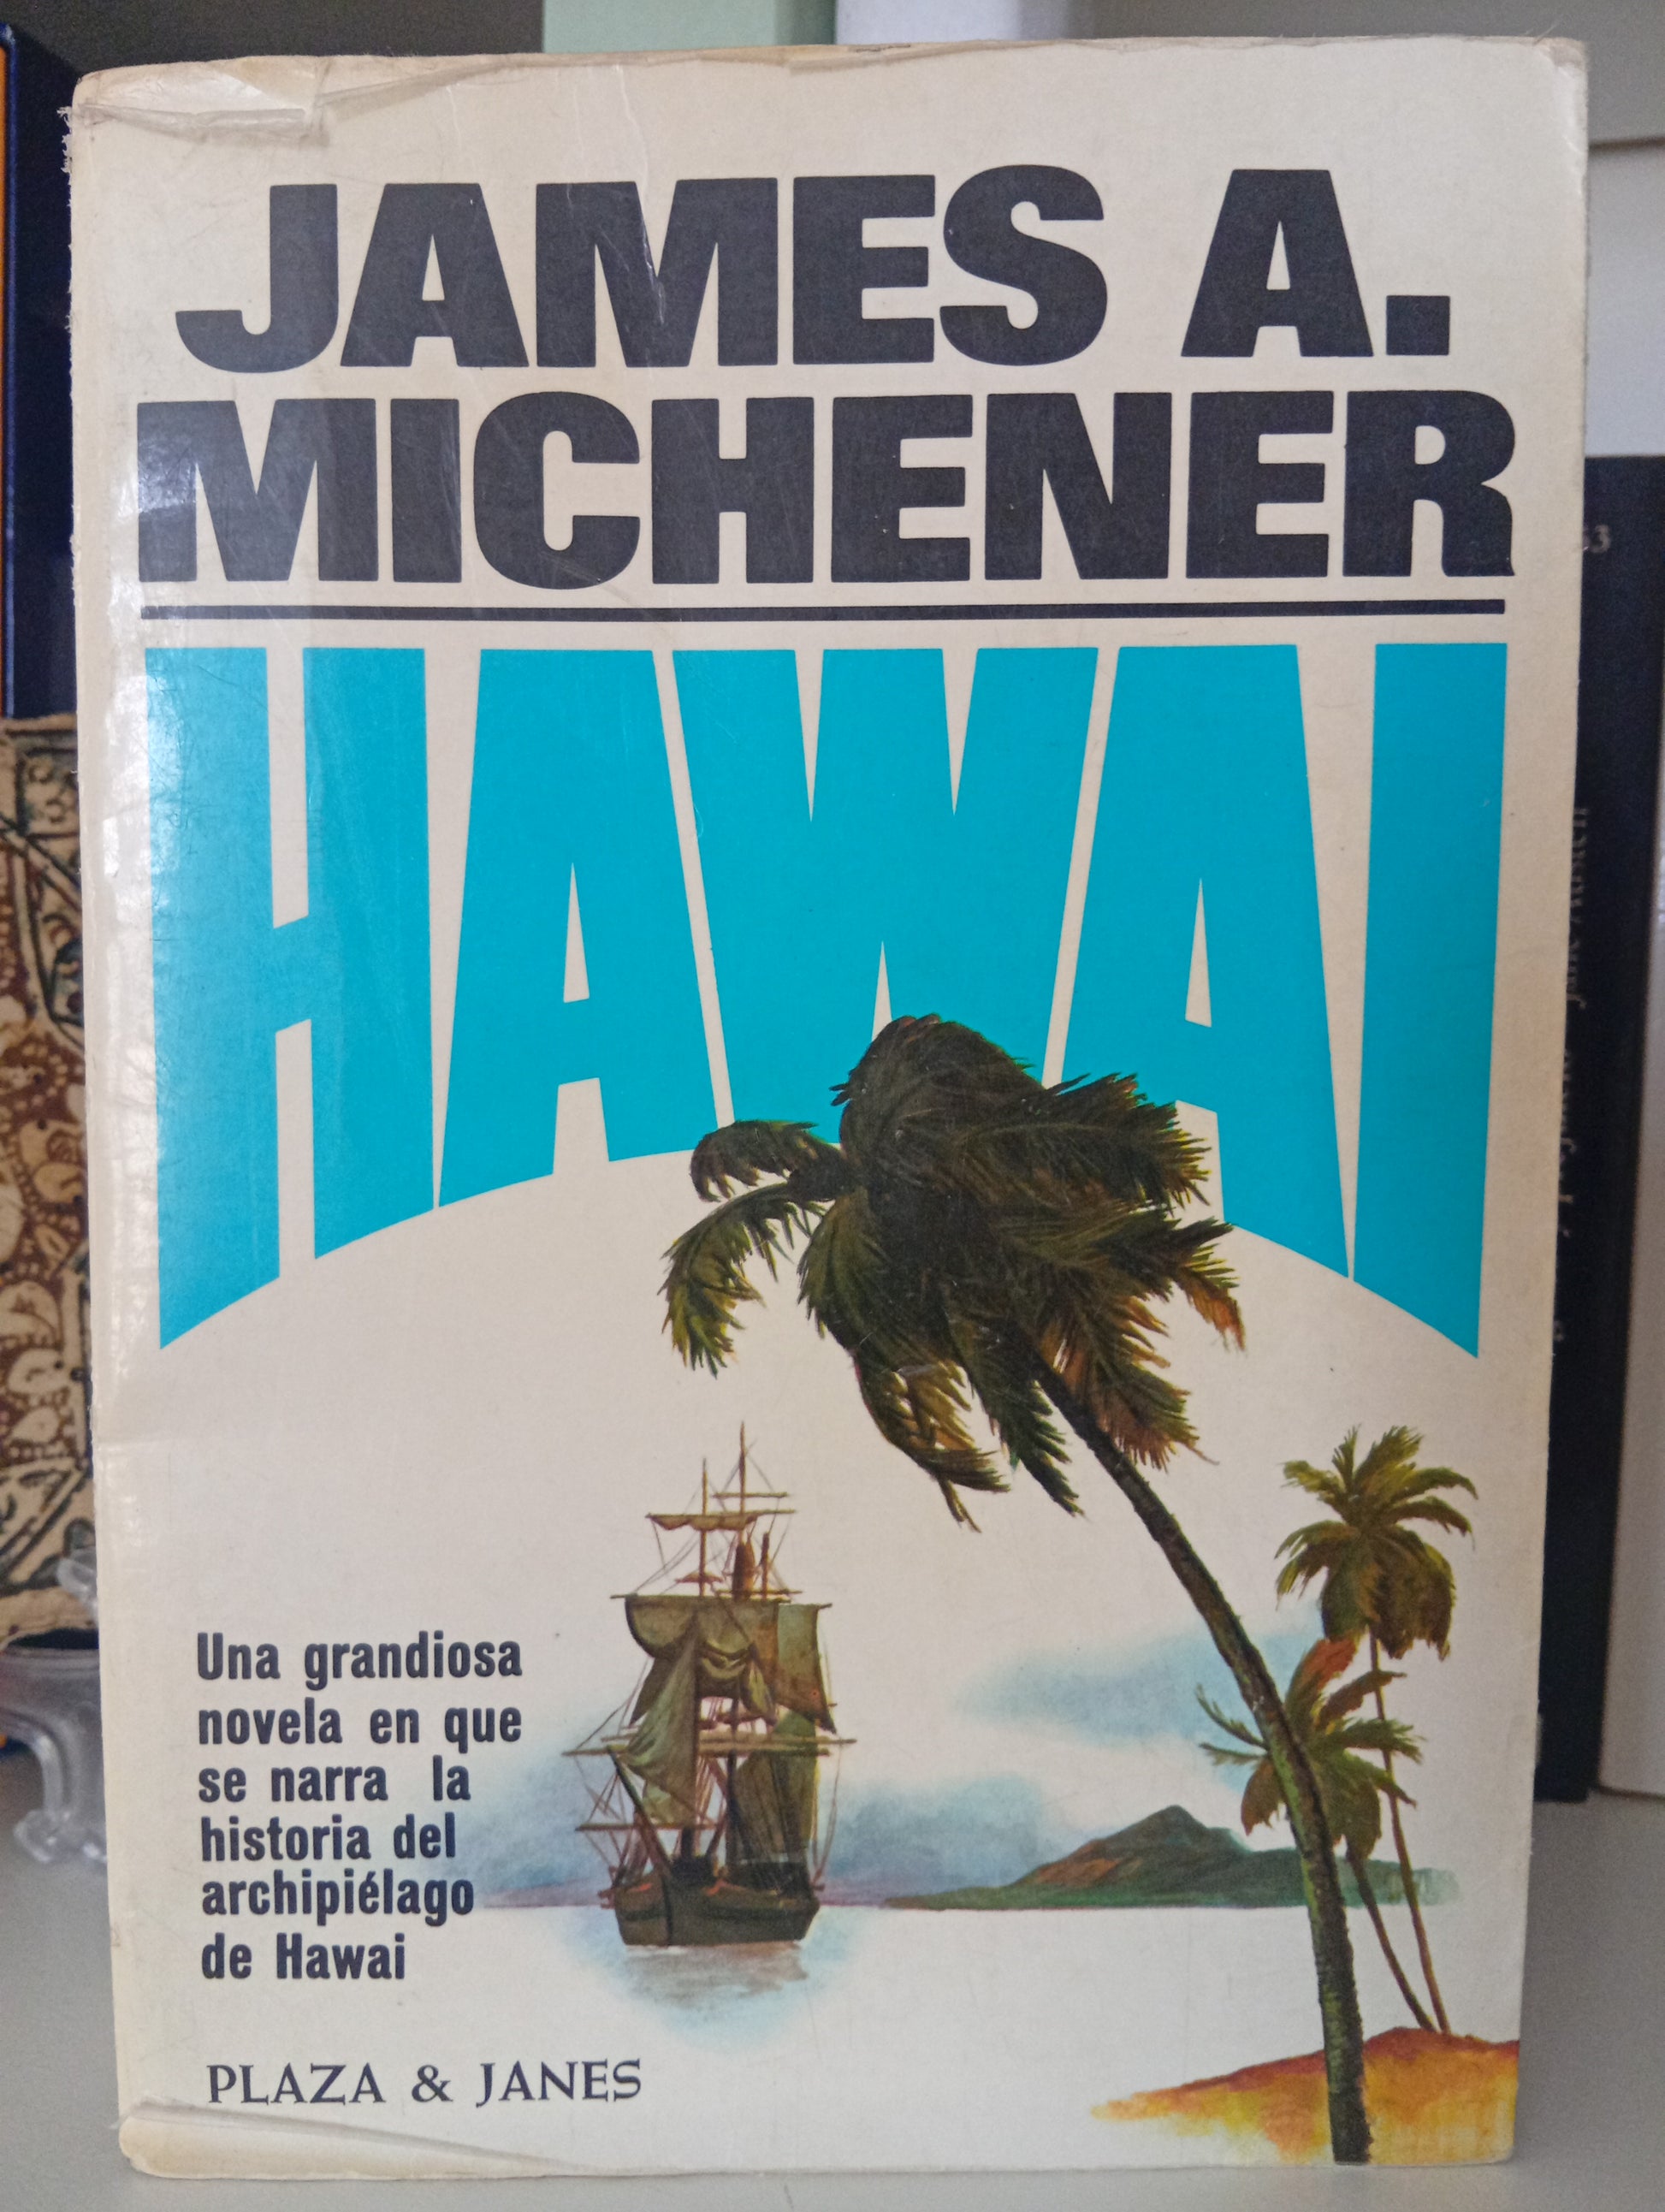 JAMES A.
MICHENER
HAWAI
Una grandiosa
novela en que
se narra la
historia del
archipiélago
de Hawai
PLAZA & JANES